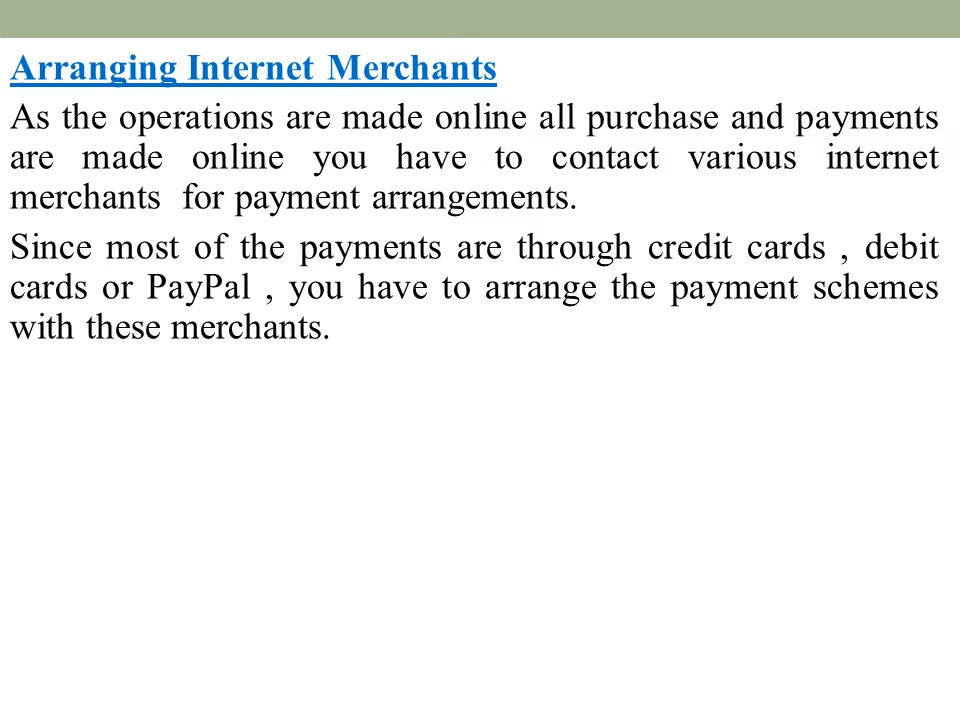 Arranging Internet Merchants
As the operations are made online all purchase and payments
are made online you have to contact various internet
merchants  for payment arrangements.
Since most of the payments are through credit cards , debit
cards or PayPal , you have to arrange the payment schemes
with these merchants.